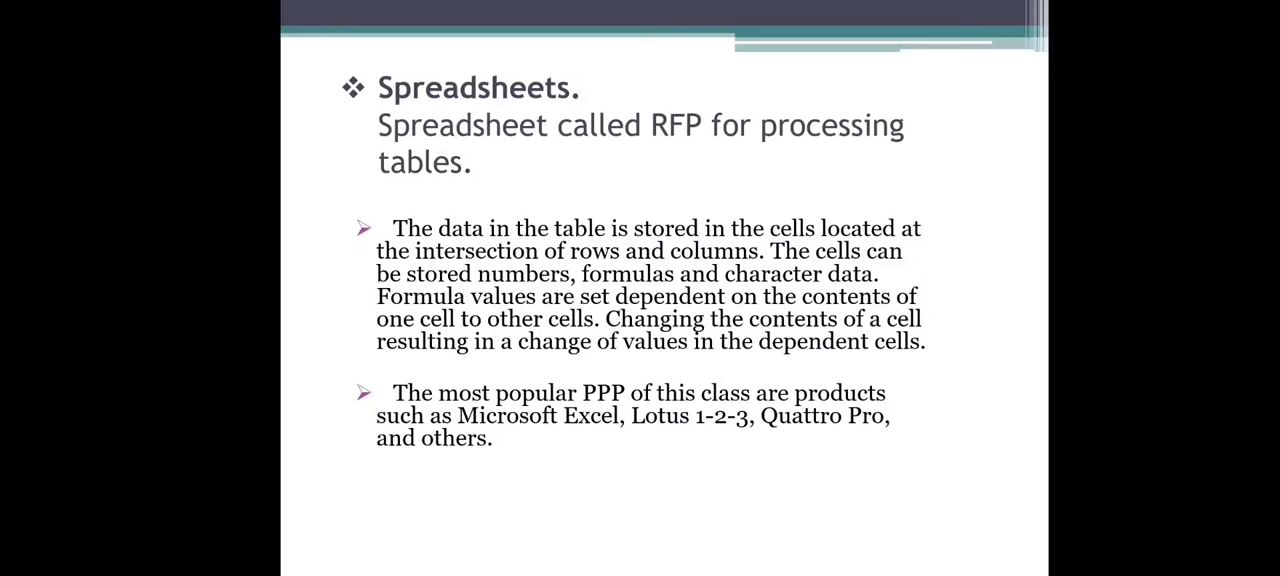 Spreadsheets.
Spreadsheet called RFP for processing
tables.
The data in the table is stored in the cells located at
the intersection of rows and columns. The cells can
be stored numbers, formulas and character data.
Formula values are set dependent on the contents of
one cell to other cells. Changing the contents of a cell
resulting in a change of values in the dependent cells.
The most popular PPP of this class are products
such as Microsoft Excel, Lotus 1-2-3, Quattro Pro,
and others.